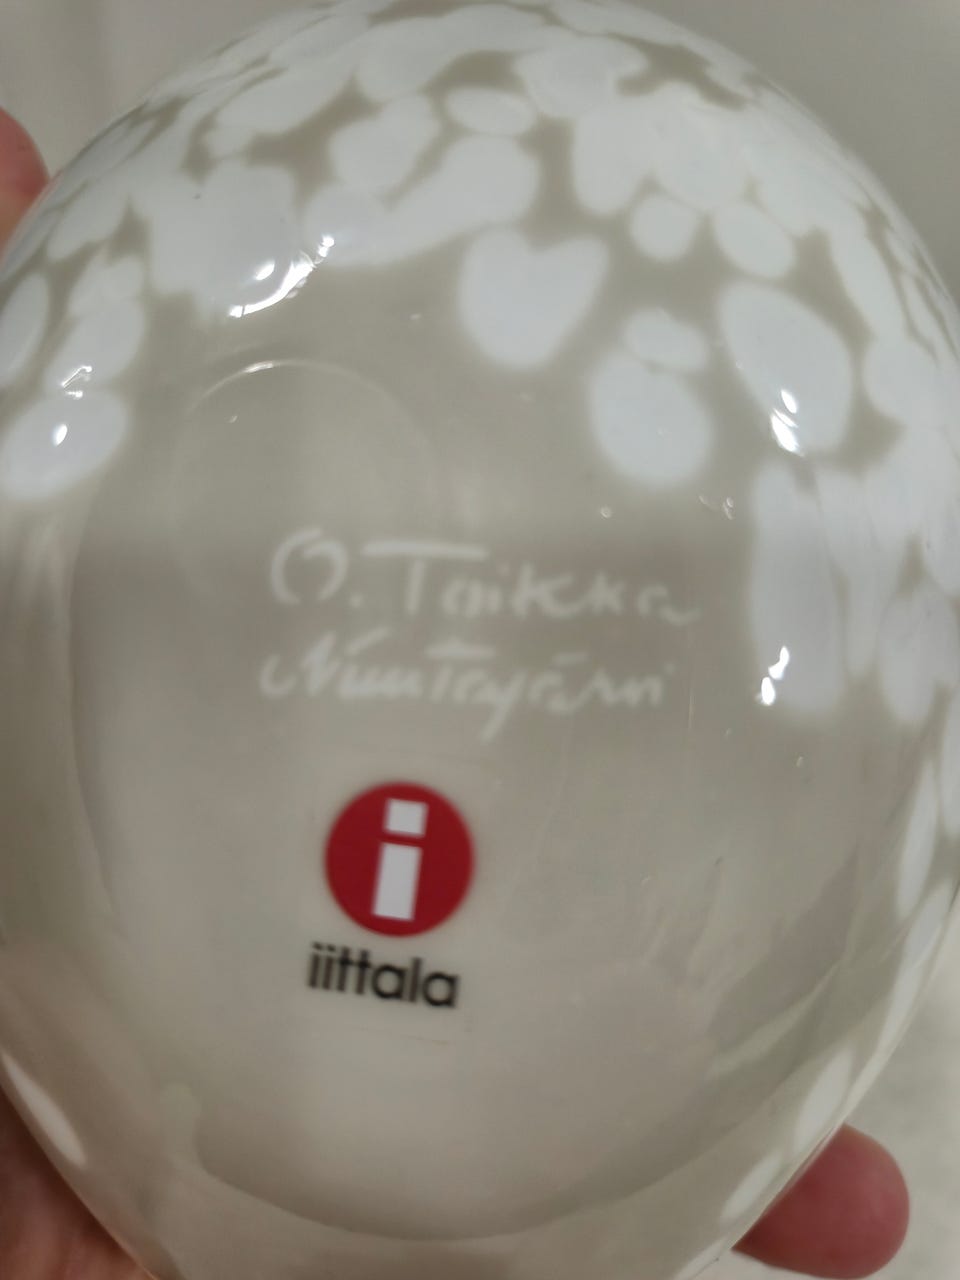 O. Toikka
Nuutajärvi
i
iittala